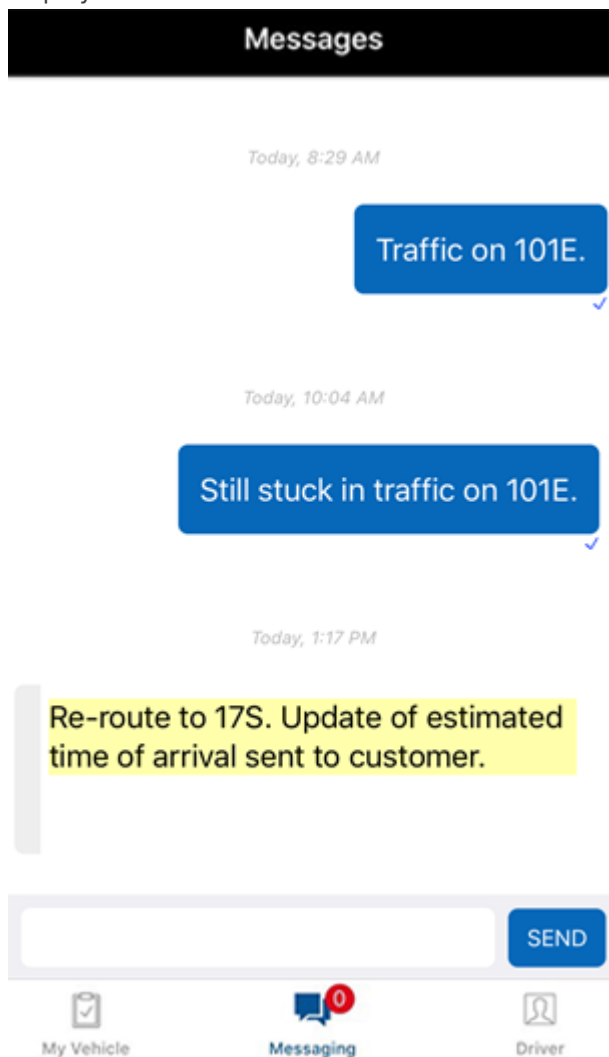 Messages
Today, 8:29 AM
Traffic on 101E.
Today, 10:04 AM
Still stuck in traffic on 101E.
Today, 1:17 PM
Re-route to 17S. Update of estimated
time of arrival sent to customer.
SEND
0
My Vehicle
Messaging
Driver